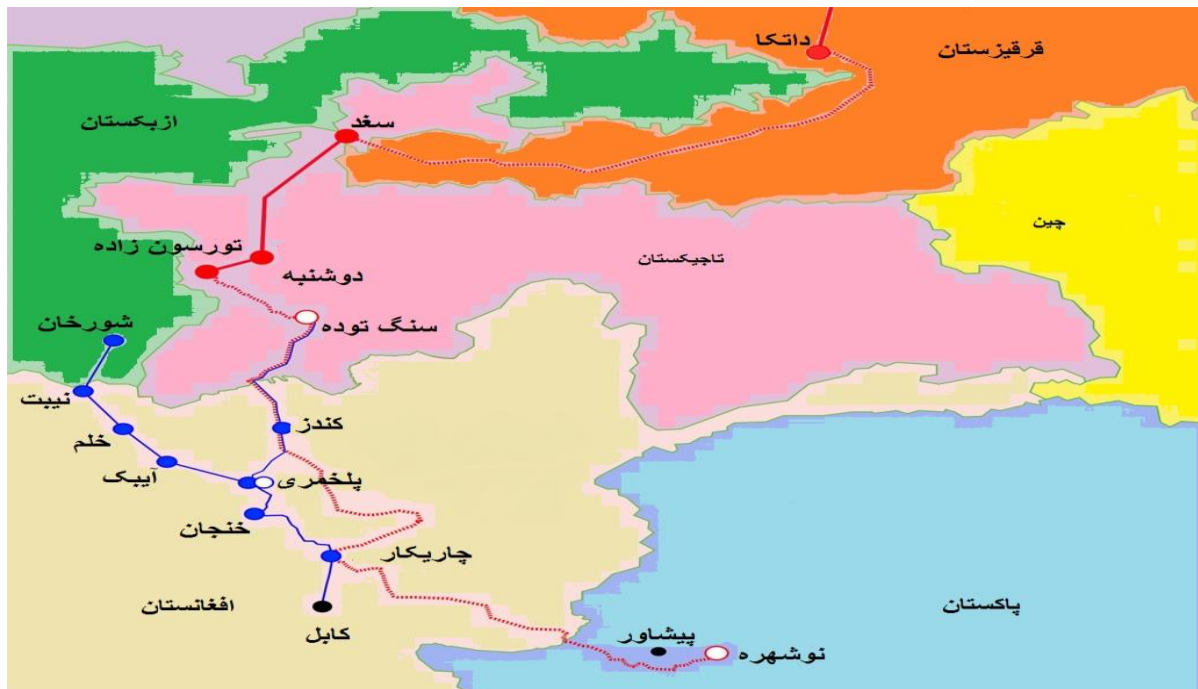 داتکا
قرقیزستان
ازبکستان
سغد
چین
تورسون زاده
تاجیکستان
دوشنبه
سنگ توده
شورخان
نیبت
کندز
خلم
آیبک
پلخمری
خنجان
چاریکار
افغانستان
پاکستان
کابل
پیشاور
نوشهره